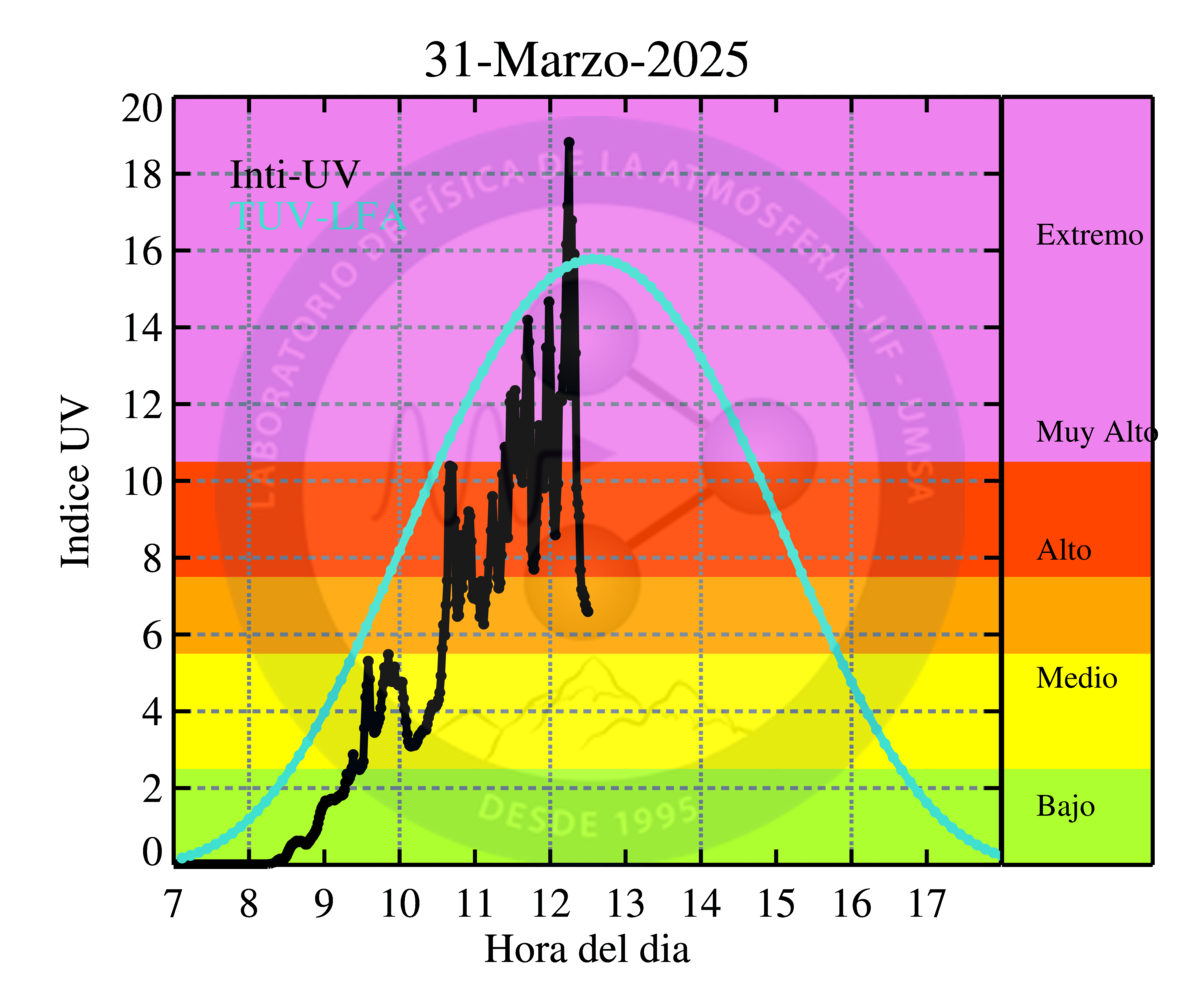 31-Marzo-2025
Inti-UV
TUV-LFA
LABORATORIO DE FÍSICA DE LA ATMÓSFERA - IIF - UMSA
DESDE 1995
Indice UV
20
18
16
14
12
10
8
6
4
2
0
Extremo
Muy Alto
Alto
Medio
Bajo
7 8 9 10 11 12 13 14 15 16 17
Hora del dia